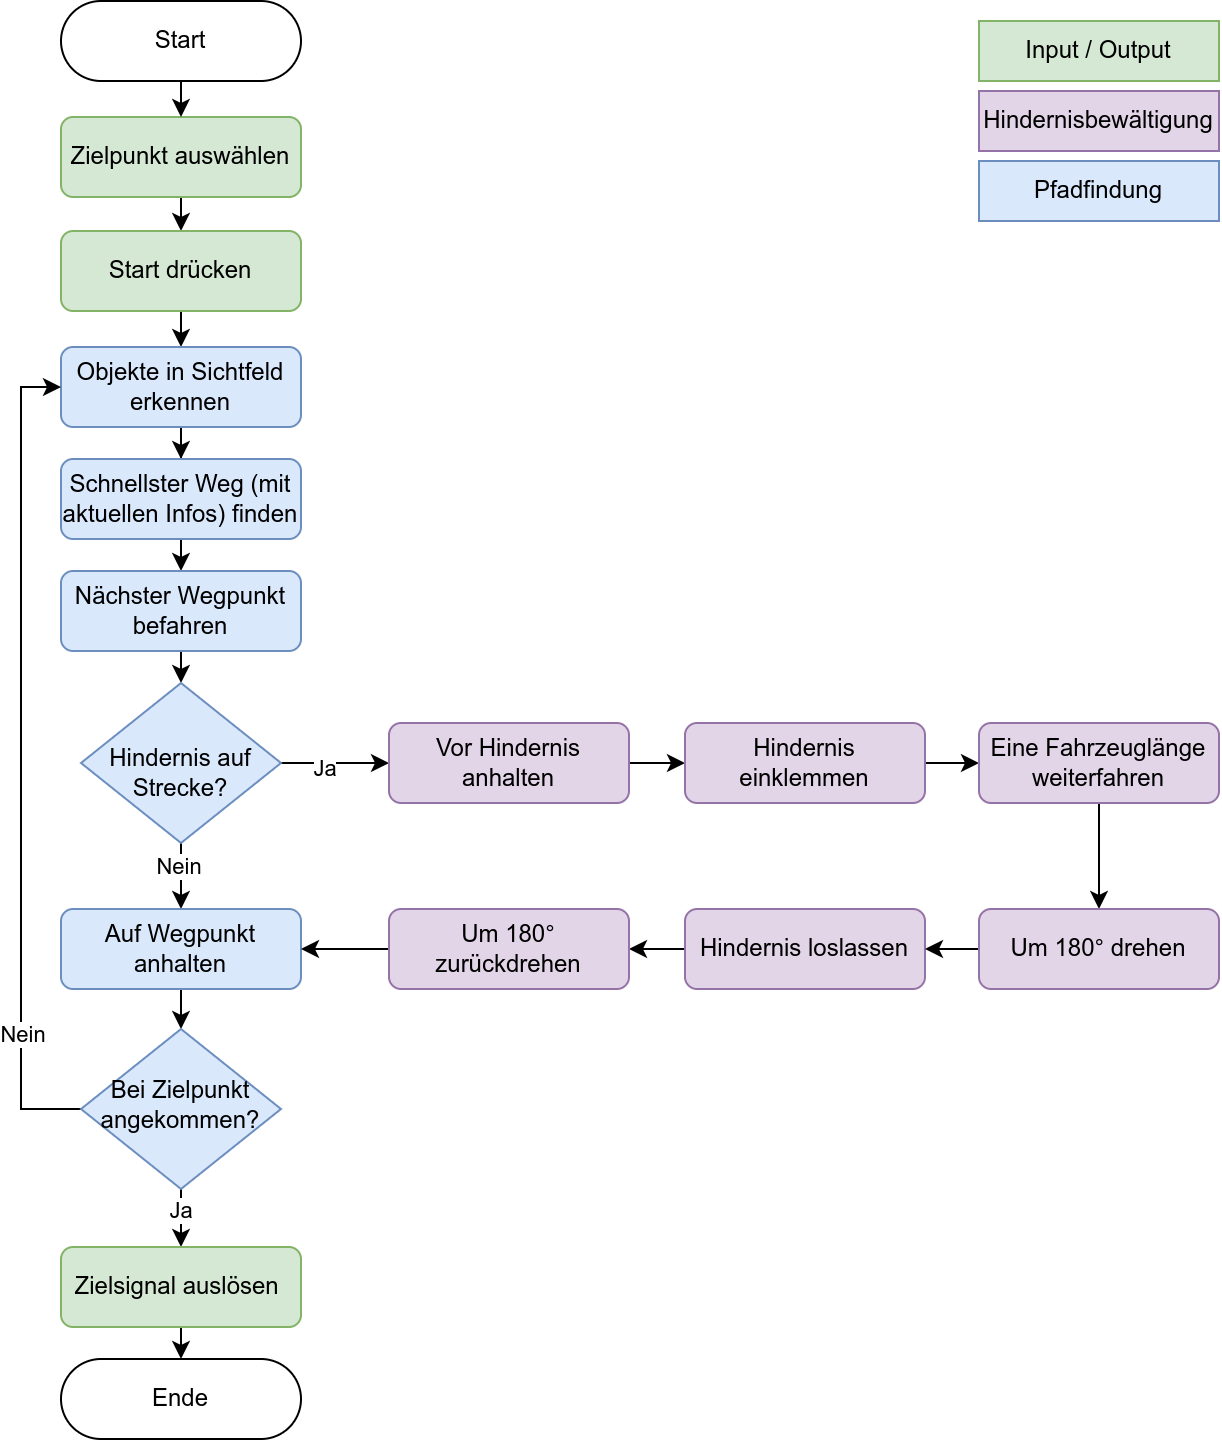 Start
Zielpunkt auswählen
Start drücken
Objekte in Sichtfeld
erkennen
Schnellster Weg (mit
aktuellen Infos) finden
Nächster Wegpunkt
befahren
Hindernis auf
Strecke?
Ja
Vor Hindernis
anhalten
Hindernis
einklemmen
Eine Fahrzeuglänge
weiterfahren
Um 180° drehen
Hindernis loslassen
Um 180°
zurückdrehen
Nein
Auf Wegpunkt
anhalten
Bei Zielpunkt
angekommen?
Nein
Ja
Zielsignal auslösen
Ende
Input / Output
Hindernisbewältigung
Pfadfindung